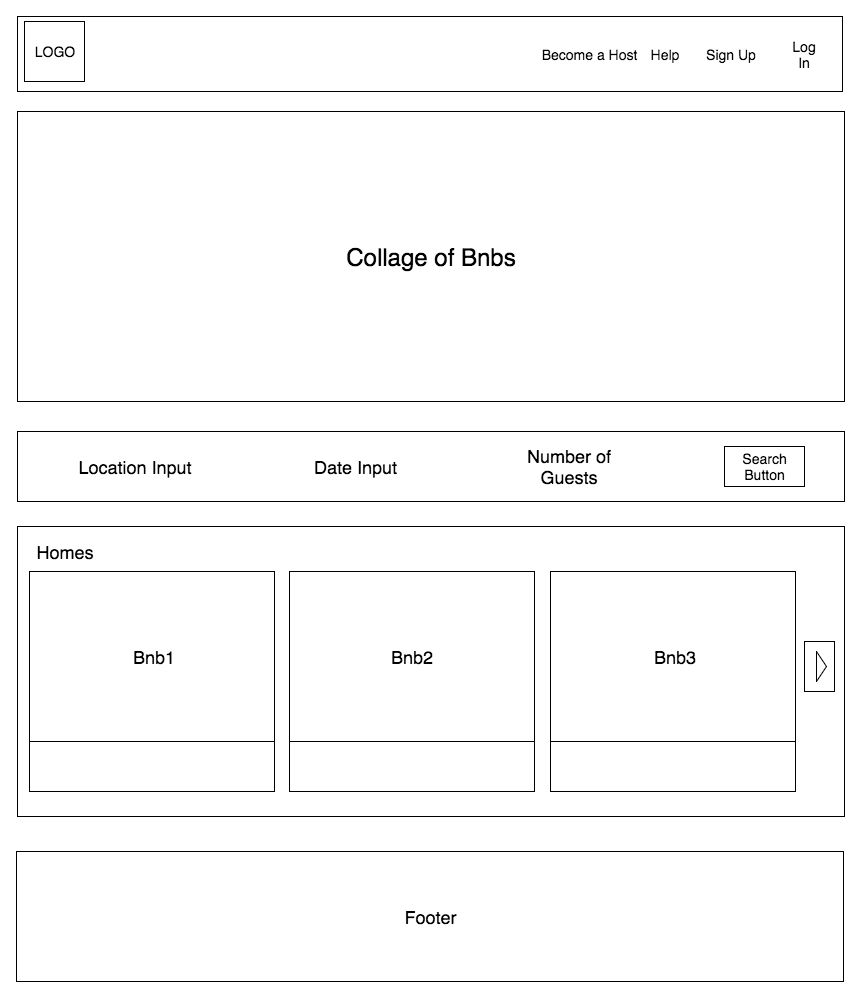 LOGO
Become a Host
Help
Sign Up
Log
In
Collage of Bnbs
Location Input
Date Input
Number of
Guests
Search
Button
Homes
Bnb1
Bnb2
Bnb3
Footer